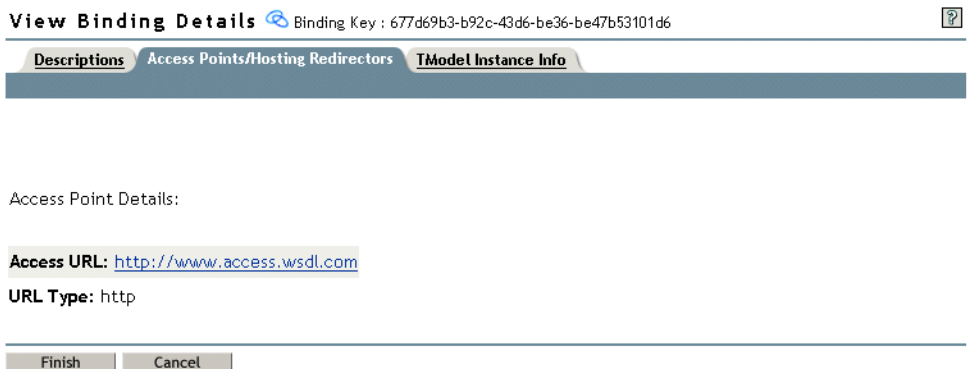 View Binding Details Binding Key : 677d69b3-b92c-43d6-be36-be47b53101d6 ?
Descriptions Access Points/Hosting Redirectors TModel Instance Info
Access Point Details:
Access URL: http://www.access.wsdl.com
URL Type: http
Finish Cancel